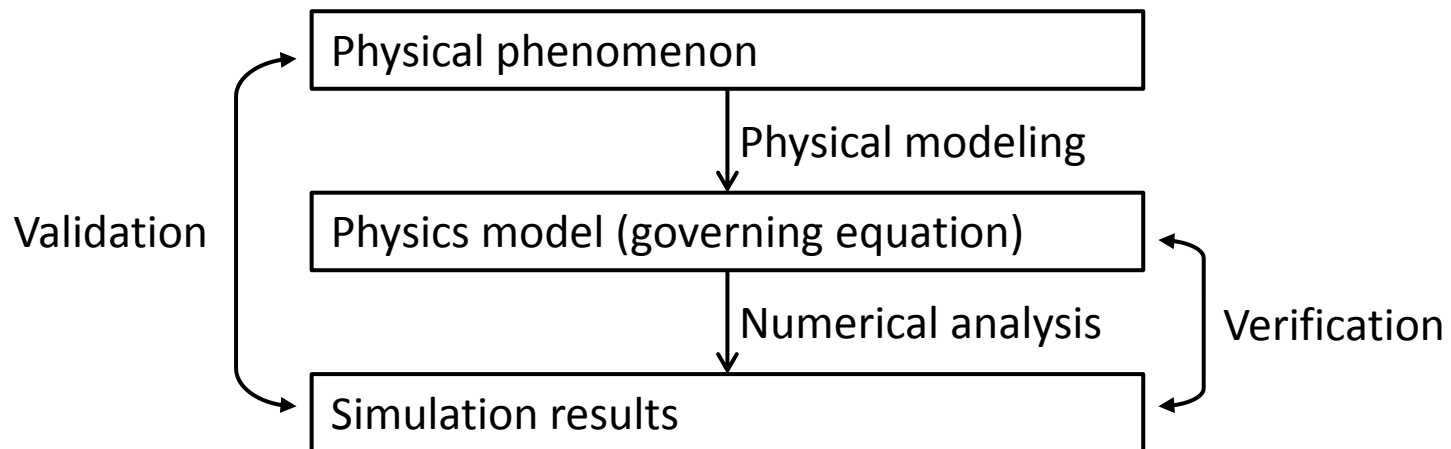 Physical phenomenon
Physical modeling
Validation
Physics model (governing equation)
Numerical analysis
Verification
Simulation results